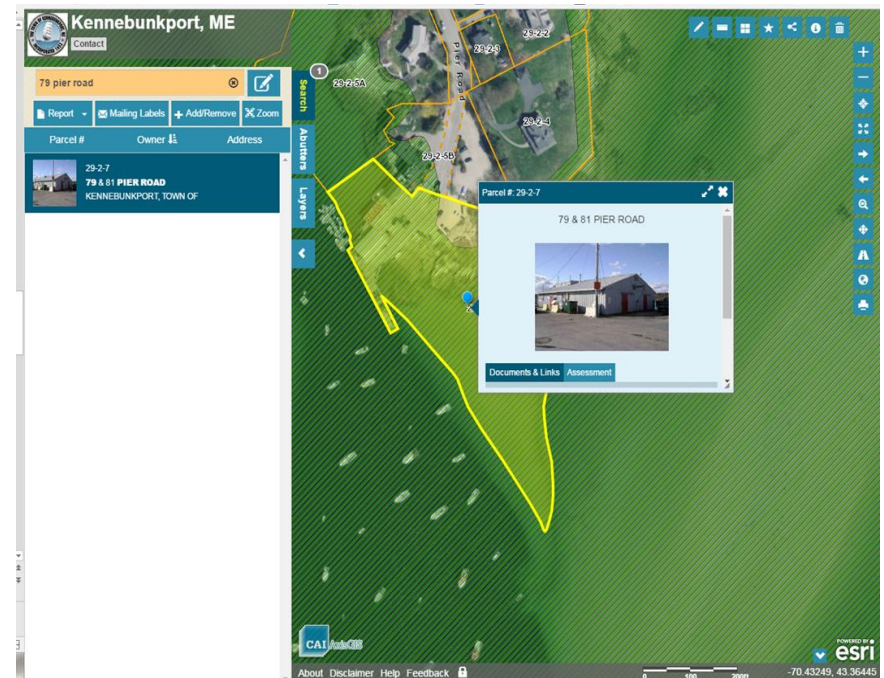 Kennebunkport, ME
Contact
79 pier road
Report
Mailing Labels
Add/Remove
Zoom
Parcel #
Owner
Address
29-2-7
79 & 81 PIER ROAD
KENNEBUNKPORT, TOWN OF
1
Search
Abutters
Layers
29-2-5A
29-2-3
29-2-2
Pier Road
29-2-4
29-2-5B
Parcel #: 29-2-7
79 & 81 PIER ROAD
Documents & Links
Assessment
CAI AxisGIS
POWERED BY
esri
About Disclaimer Help Feedback
0 100 200ft
-70.43249, 43.36445